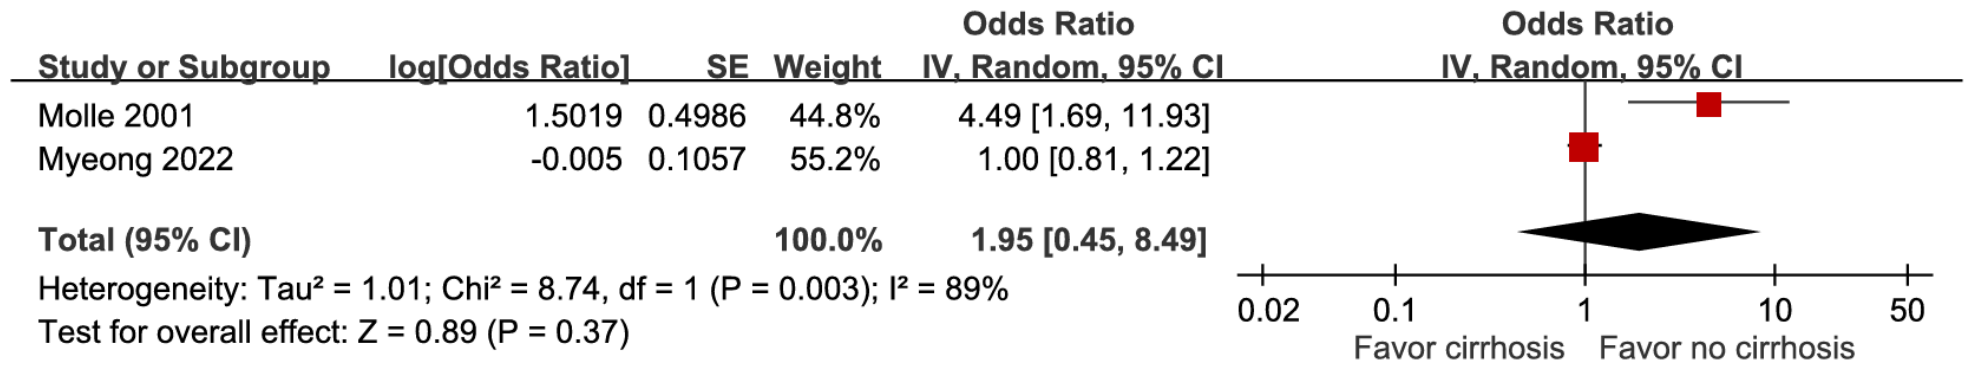 Odds Ratio Odds Ratio
Study or Subgroup log[Odds Ratio] SE Weight IV, Random, 95% CI IV, Random, 95% CI
Molle 2001 1.5019 0.4986 44.8% 4.49 [1.69, 11.93]
Myeong 2022 -0.005 0.1057 55.2% 1.00 [0.81, 1.22]
Total (95% CI) 100.0% 1.95 [0.45, 8.49]
Heterogeneity: Tau² = 1.01; Chi² = 8.74, df = 1 (P = 0.003); I² = 89%
Test for overall effect: Z = 0.89 (P = 0.37)
0.02 0.1 1 10 50
Favor cirrhosis Favor no cirrhosis